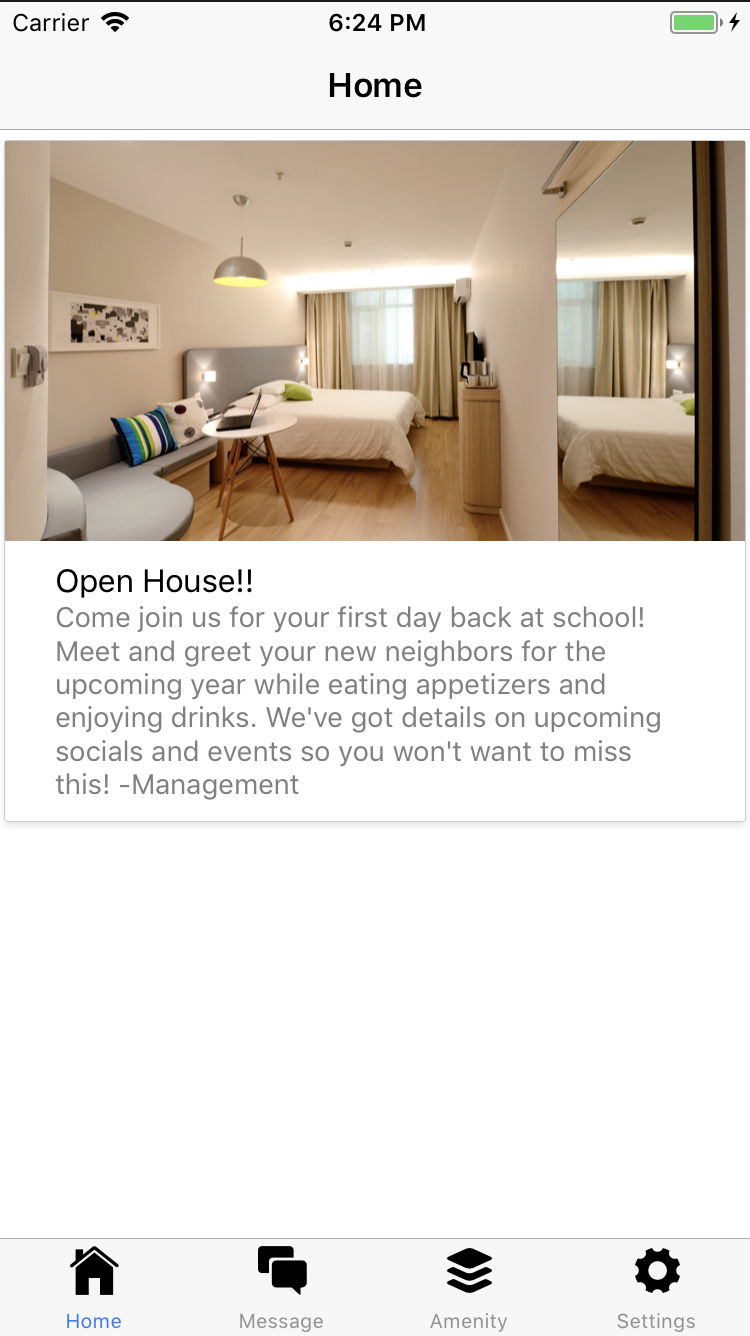 Carrier 6:24 PM
Home
Open House!!
Come join us for your first day back at school!
Meet and greet your new neighbors for the
upcoming year while eating appetizers and
enjoying drinks. We've got details on upcoming
socials and events so you won't want to miss
this! -Management
Home Message Amenity Settings